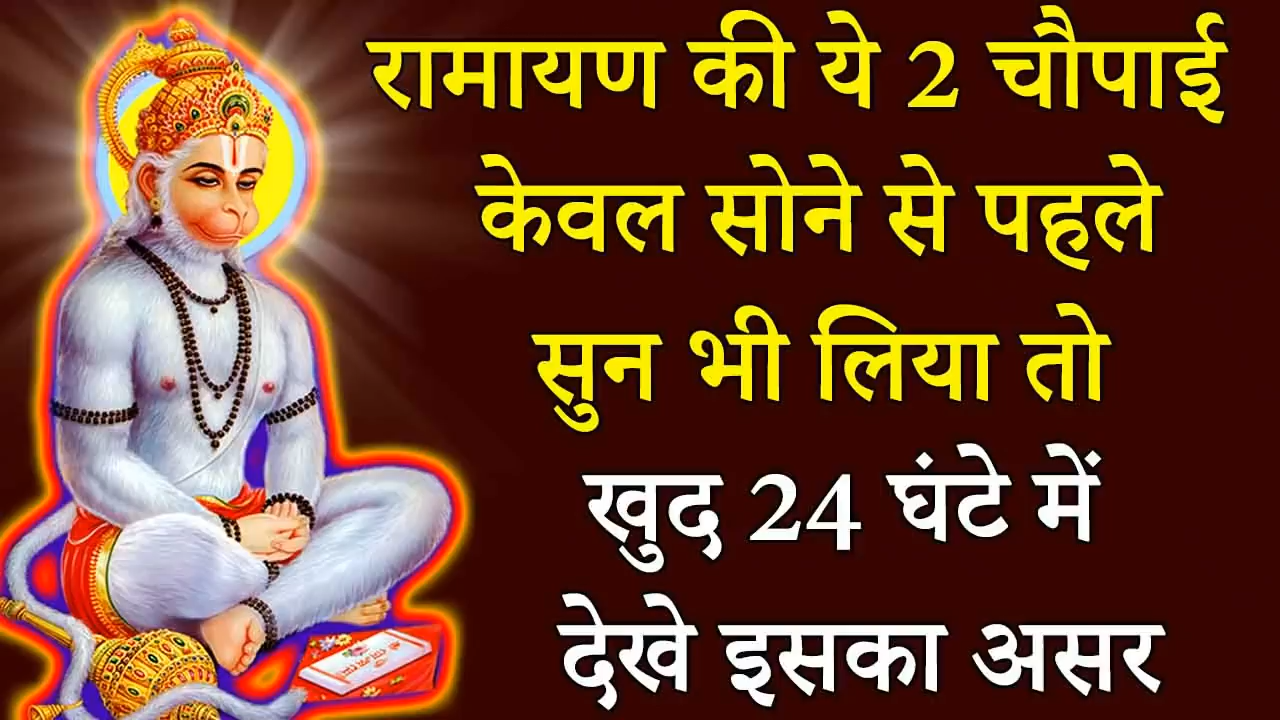 रामायण की ये 2 चौपाई
केवल सोने से पहले
सुन भी लिया तो
खुद 24 घंटे में
देखे इसका असर